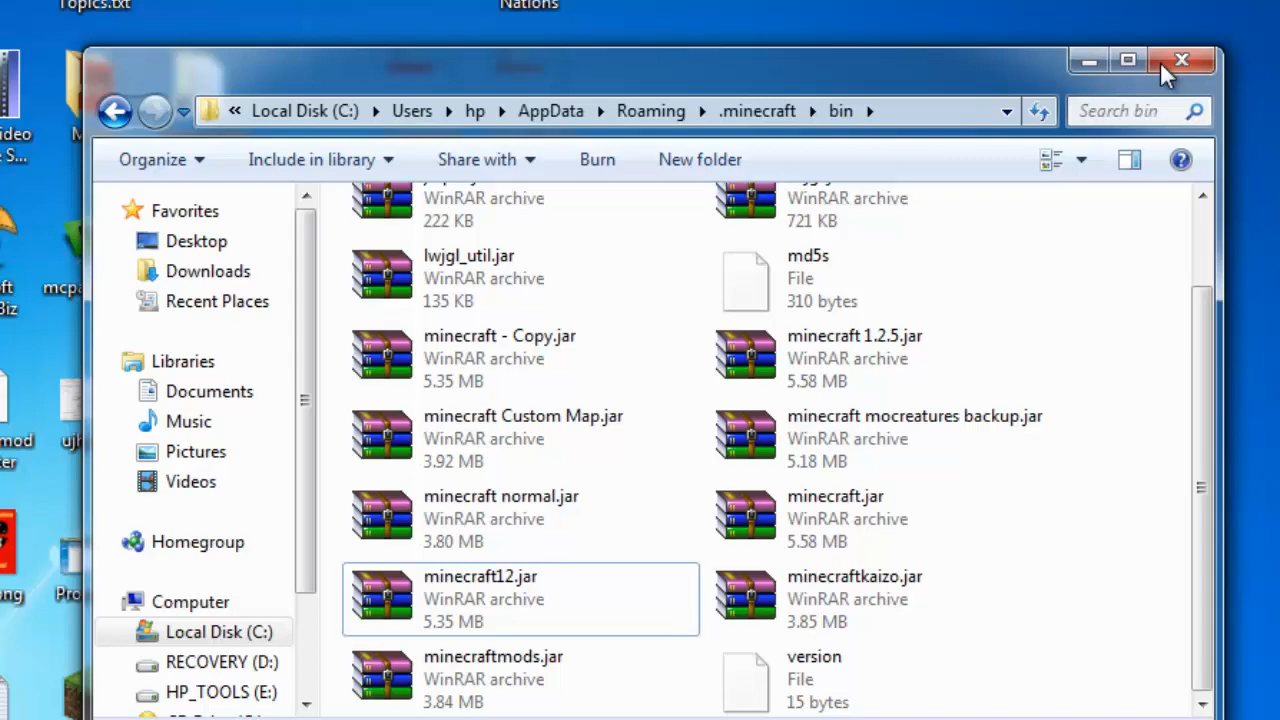 Topics.txt
Nations
Local Disk (C:)
Users
hp
AppData
Roaming
.minecraft
bin
Search bin
Organize
Include in library
Share with
Burn
New folder
Favorites
Desktop
Downloads
Recent Places
Libraries
Documents
Music
Pictures
Videos
Homegroup
Computer
Local Disk (C:)
RECOVERY (D:)
HP_TOOLS (E:)
WinRAR archive
222 KB
WinRAR archive
721 KB
lwjgl_util.jar
WinRAR archive
135 KB
md5s
File
310 bytes
minecraft - Copy.jar
WinRAR archive
5.35 MB
minecraft 1.2.5.jar
WinRAR archive
5.58 MB
minecraft Custom Map.jar
WinRAR archive
3.92 MB
minecraft mocreatures backup.jar
WinRAR archive
5.18 MB
minecraft normal.jar
WinRAR archive
3.80 MB
minecraft.jar
WinRAR archive
5.58 MB
minecraft12.jar
WinRAR archive
5.35 MB
minecraftkaizo.jar
WinRAR archive
3.85 MB
minecraftmods.jar
WinRAR archive
3.84 MB
version
File
15 bytes